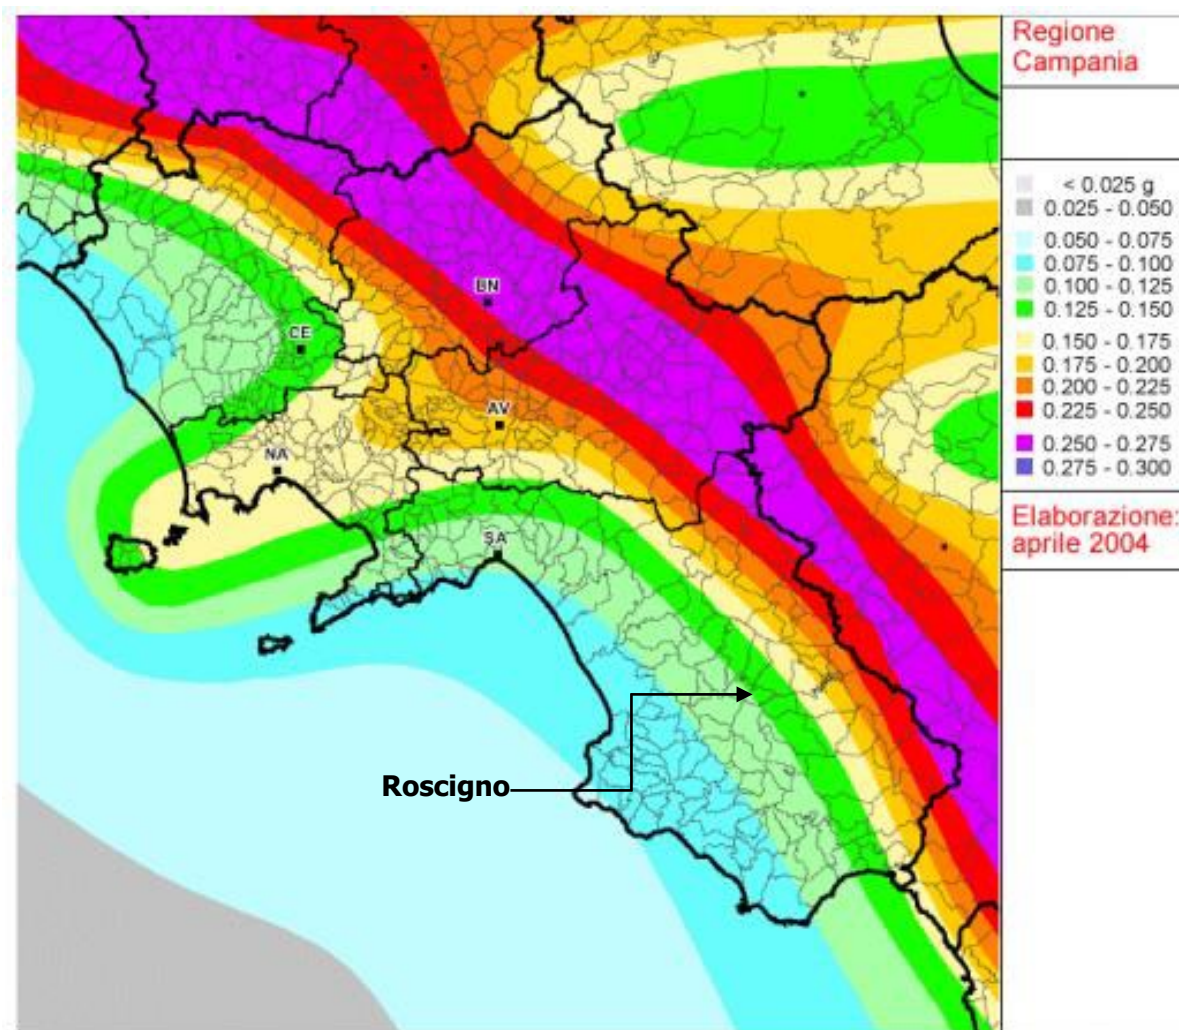 Regione
Campania
< 0.025 g
0.025 - 0.050
0.050 - 0.075
0.075 - 0.100
0.100 - 0.125
0.125 - 0.150
0.150 - 0.175
0.175 - 0.200
0.200 - 0.225
0.225 - 0.250
0.250 - 0.275
0.275 - 0.300
Elaborazione:
aprile 2004
BN
CE
AV
NA
SA
Roscigno